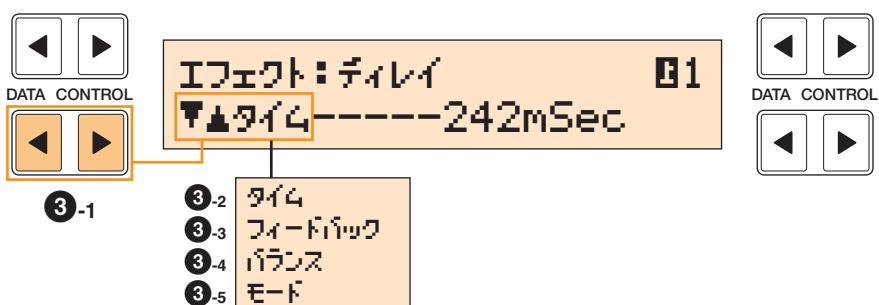 エフェクト:ディレイ E1
▼▲タイム-----242mSec
DATA CONTROL
DATA CONTROL
3-1
3-2 タイム
3-3 フィードバック
3-4 バランス
3-5 モード